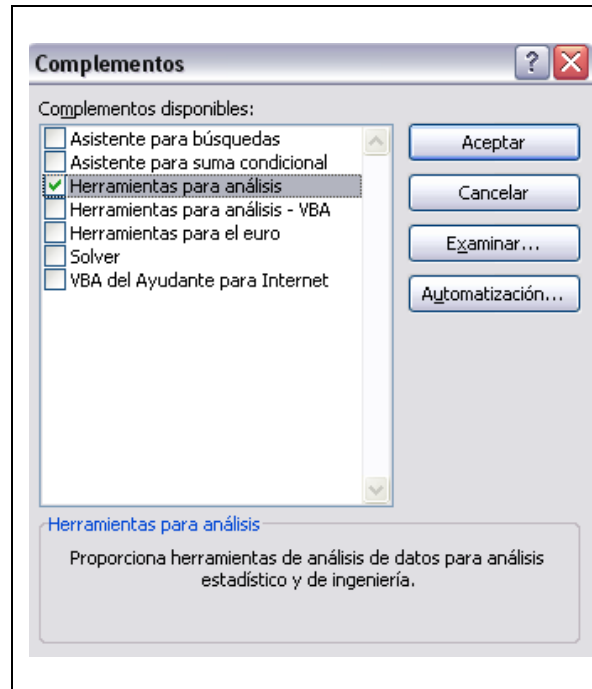 Complementos
Complementos disponibles:
Asistente para búsquedas
Asistente para suma condicional
Herramientas para análisis
Herramientas para análisis - VBA
Herramientas para el euro
Solver
VBA del Ayudante para Internet
Aceptar
Cancelar
Examinar...
Automatización...
Herramientas para análisis
Proporciona herramientas de análisis de datos para análisis
estadístico y de ingeniería.